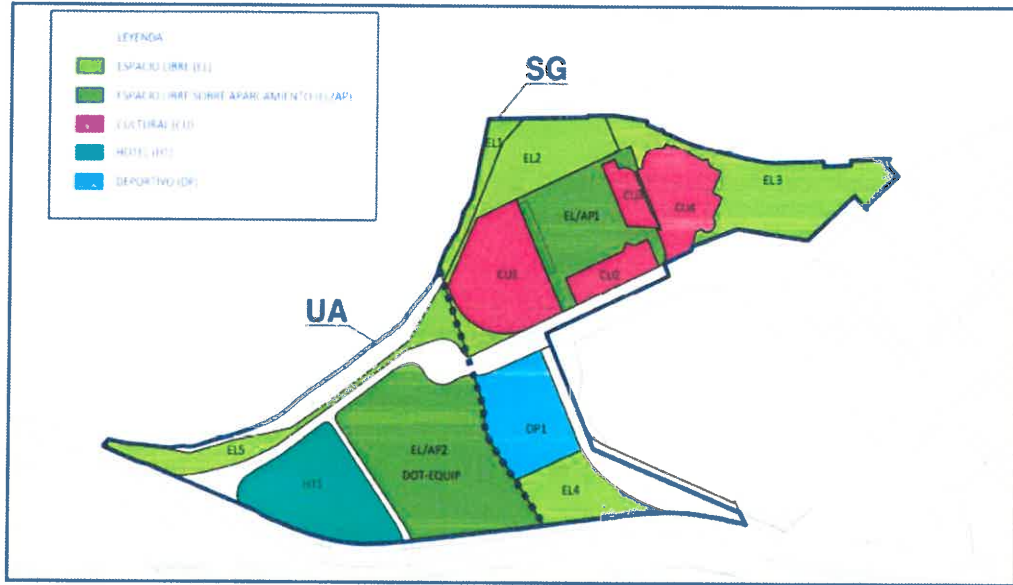 LEYENDA
ESPACIO LIBRE (EL)
ESPACIO LIBRE SOBRE APARCAMIENTO (EL/AP)
CULTURAL (CU)
HOTEL (HT)
DEPORTIVO (DP)
SG
EL1
EL2
EL3
EL/AP1
CU3
CU4
CU1
CU2
UA
EL5
HT1
EL/AP2
DOT-EQUIP
DP1
EL4